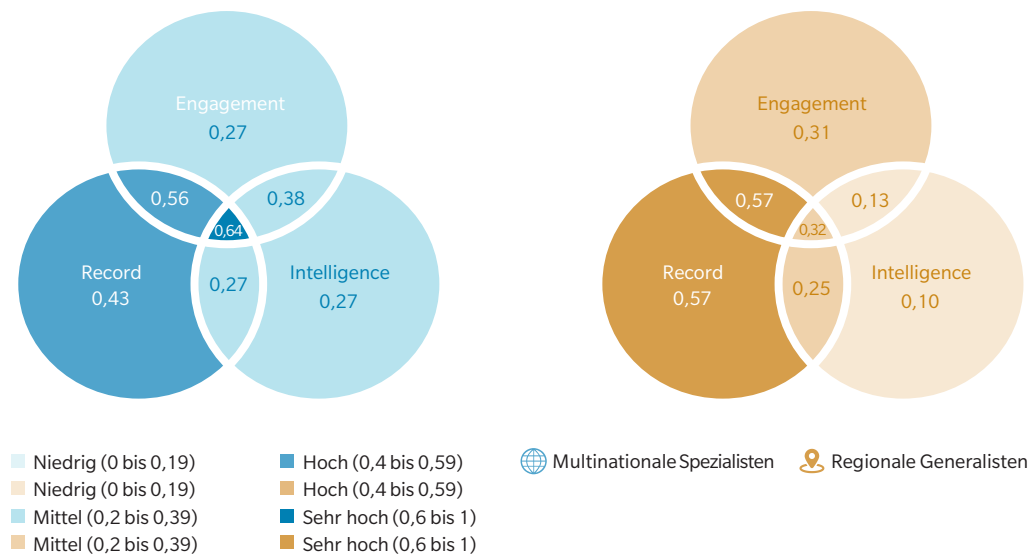 Engagement
0,27
0,56
0,38
0,64
Record
0,43
0,27
Intelligence
0,27
Engagement
0,31
0,57
0,13
0,32
Record
0,57
0,25
Intelligence
0,10
Niedrig (0 bis 0,19)
Niedrig (0 bis 0,19)
Mittel (0,2 bis 0,39)
Mittel (0,2 bis 0,39)
Hoch (0,4 bis 0,59)
Hoch (0,4 bis 0,59)
Sehr hoch (0,6 bis 1)
Sehr hoch (0,6 bis 1)
Multinationale Spezialisten
Regionale Generalisten